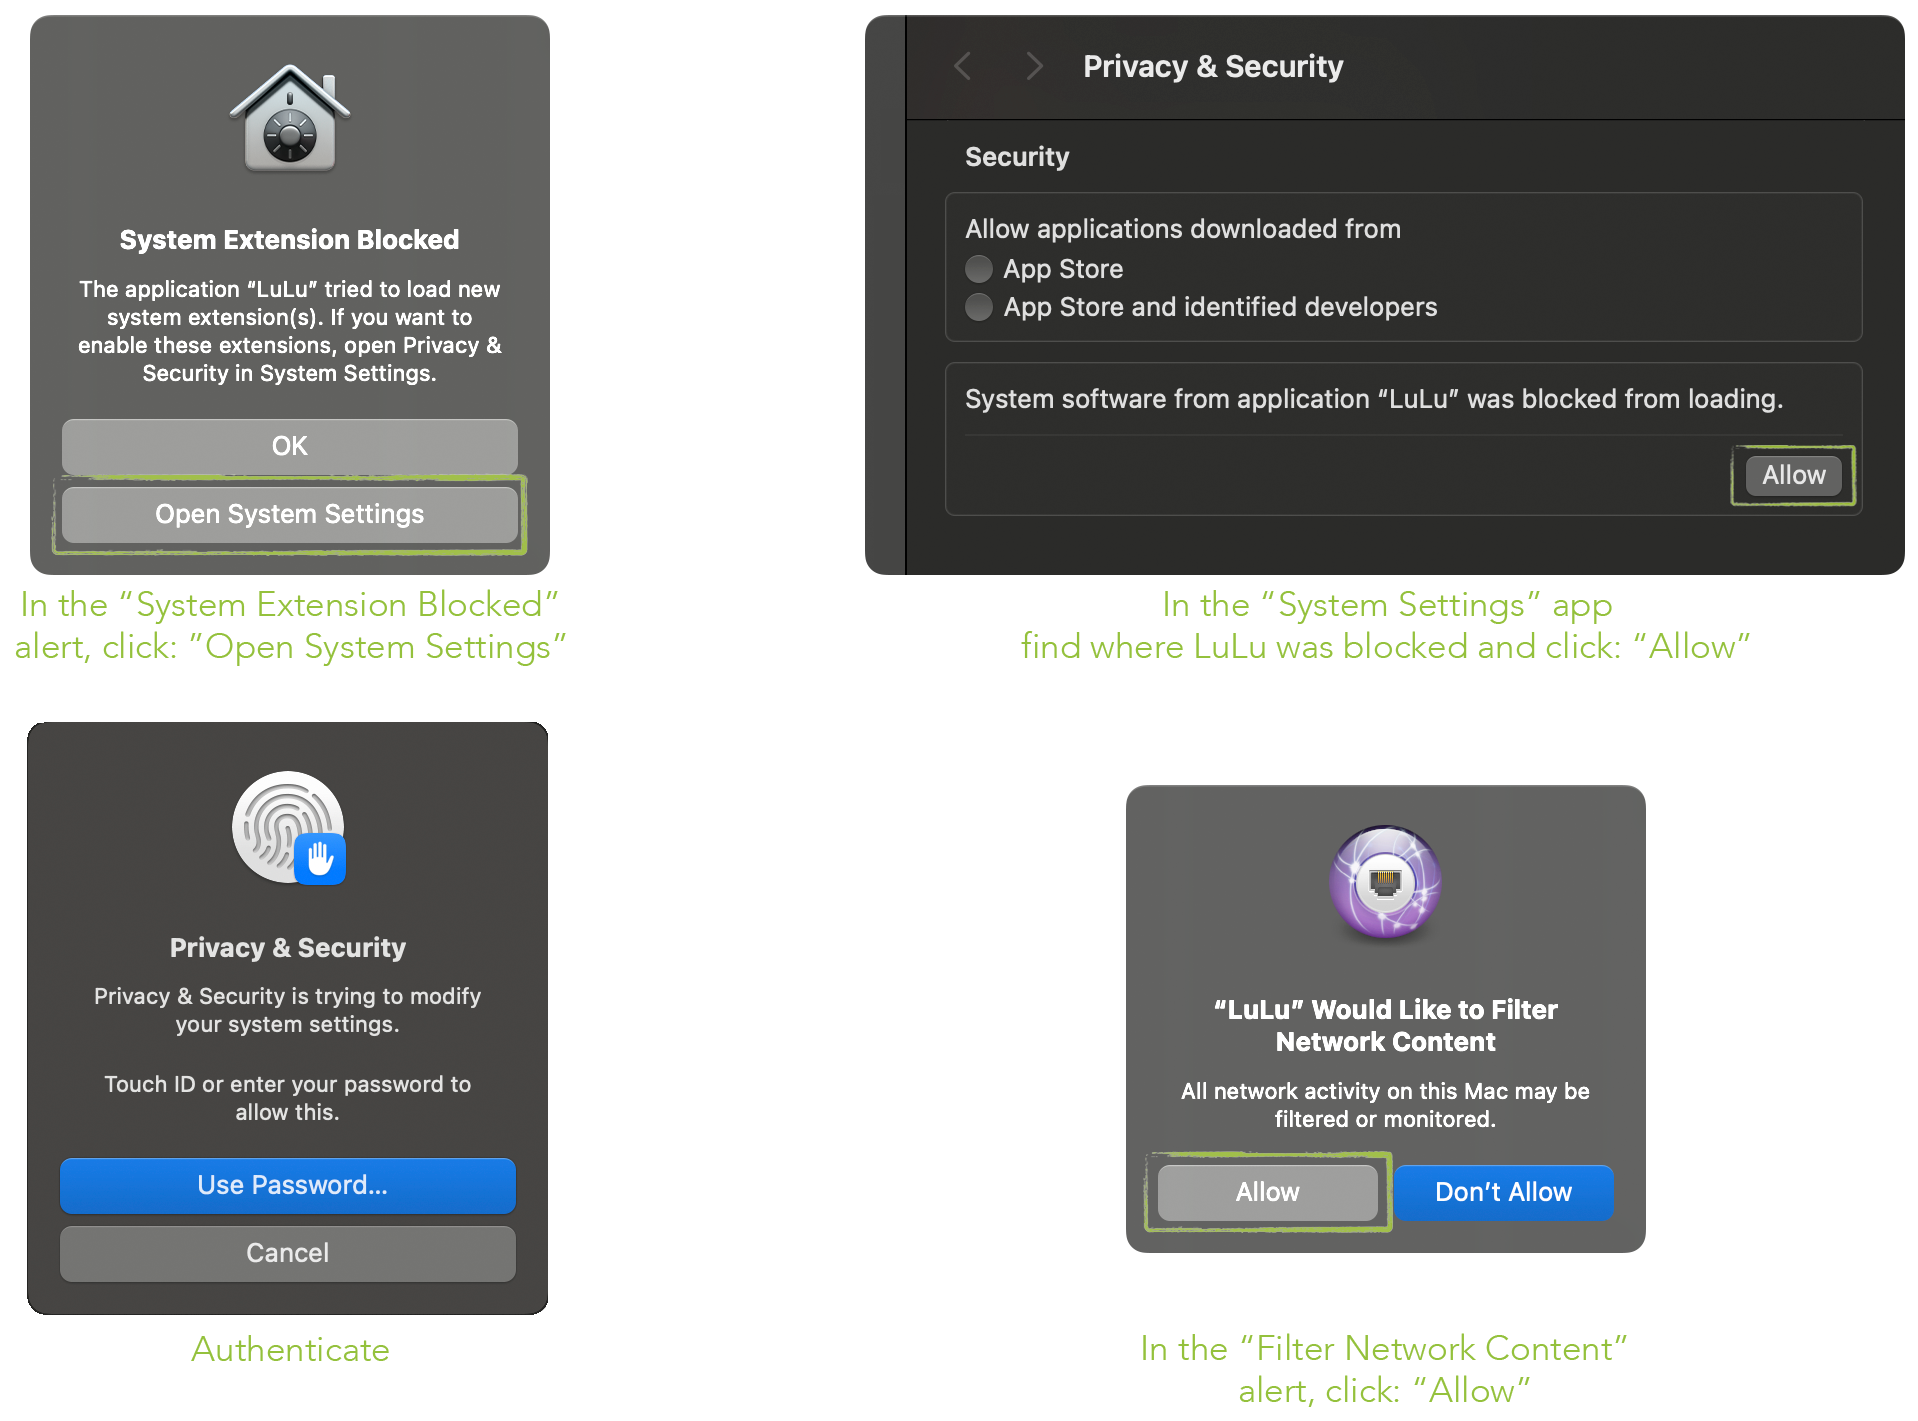 System Extension Blocked
The application “LuLu” tried to load new
system extension(s). If you want to
enable these extensions, open Privacy &
Security in System Settings.
OK
Open System Settings
In the “System Extension Blocked”
alert, click: ”Open System Settings”
Privacy & Security
Security
Allow applications downloaded from
App Store
App Store and identified developers
System software from application “LuLu” was blocked from loading.
Allow
In the “System Settings” app
find where LuLu was blocked and click: “Allow”
Privacy & Security
Privacy & Security is trying to modify
your system settings.
Touch ID or enter your password to
allow this.
Use Password...
Cancel
Authenticate
“LuLu” Would Like to Filter
Network Content
All network activity on this Mac may be
filtered or monitored.
Allow
Don’t Allow
In the “Filter Network Content”
alert, click: “Allow”